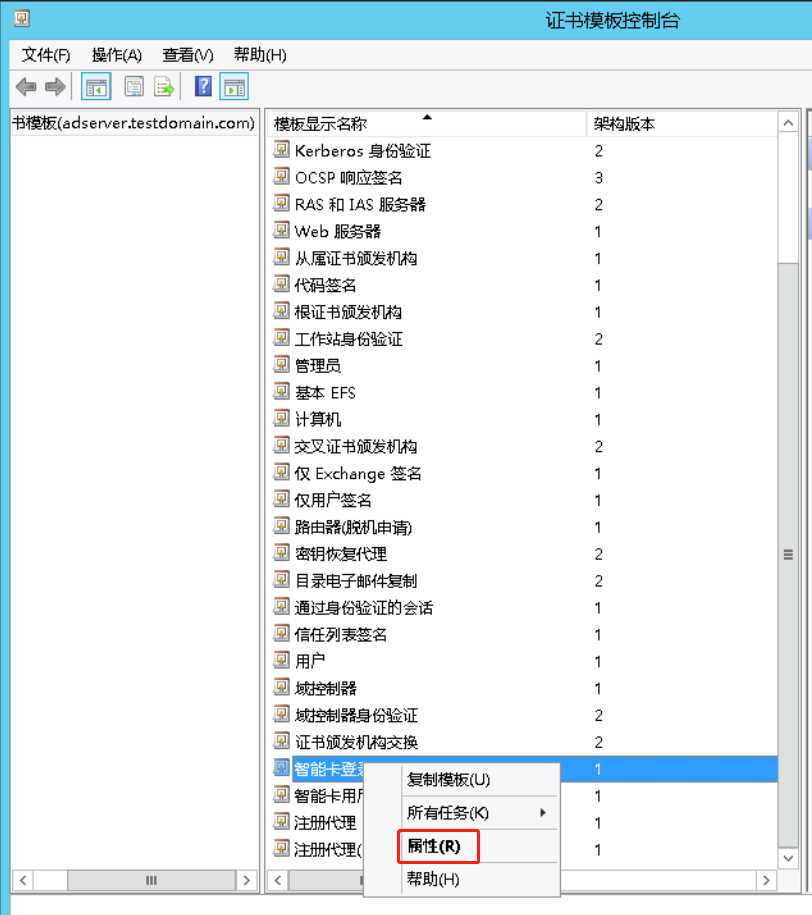 证书模板控制台
文件(F) 操作(A) 查看(V) 帮助(H)
书模板(adserver.testdomain.com)
模板显示名称 架构版本
Kerberos 身份验证 2
OCSP 响应签名 3
RAS 和 IAS 服务器 2
Web 服务器 1
从属证书颁发机构 1
代码签名 1
根证书颁发机构 1
工作站身份验证 2
管理员 1
基本 EFS 1
计算机 1
交叉证书颁发机构 2
仅 Exchange 签名 1
仅用户签名 1
路由器(脱机申请) 1
密钥恢复代理 2
目录电子邮件复制 2
通过身份验证的会话 1
信任列表签名 1
用户 1
域控制器 1
域控制器身份验证 2
证书颁发机构交换 2
智能卡登 1
智能卡用 1
注册代理 1
注册代理( 1
复制模板(U)
所有任务(K)
属性(R)
帮助(H)